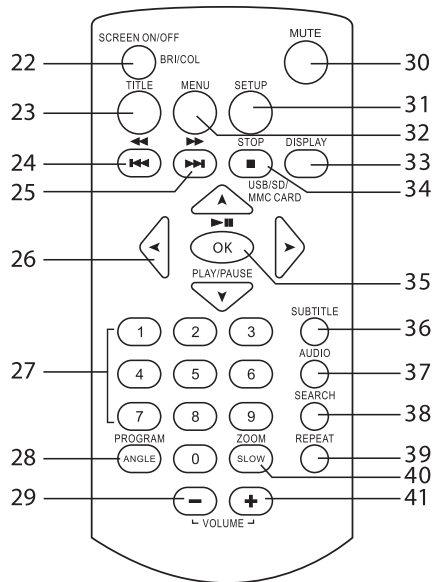 SCREEN ON/OFF
MUTE
22
BRI/COL
30
TITLE
MENU
SETUP
23
31
32
24
STOP
DISPLAY
33
25
USB/SD/
MMC CARD
34
26
OK
35
PLAY/PAUSE
SUBTITLE
36
1
2
3
AUDIO
27
4
5
6
37
SEARCH
38
7
8
9
PROGRAM
ZOOM
REPEAT
39
28
ANGLE
0
SLOW
40
29
VOLUME
41